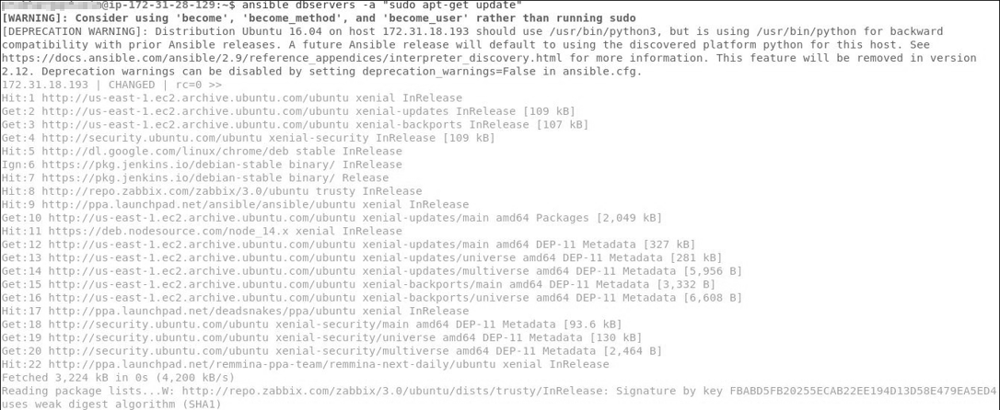 @ip-172-31-28-129:~$ ansible dbservers -a "sudo apt-get update"
[WARNING]: Consider using 'become', 'become_method', and 'become_user' rather than running sudo
[DEPRECATION WARNING]: Distribution Ubuntu 16.04 on host 172.31.18.193 should use /usr/bin/python3, but is using /usr/bin/python for backward
compatibility with prior Ansible releases. A future Ansible release will default to using the discovered platform python for this host. See
https://docs.ansible.com/ansible/2.9/reference_appendices/interpreter_discovery.html for more information. This feature will be removed in version
2.12. Deprecation warnings can be disabled by setting deprecation_warnings=False in ansible.cfg.
172.31.18.193 | CHANGED | rc=0 >>
Hit:1 http://us-east-1.ec2.archive.ubuntu.com/ubuntu xenial InRelease
Get:2 http://us-east-1.ec2.archive.ubuntu.com/ubuntu xenial-updates InRelease [109 kB]
Get:3 http://us-east-1.ec2.archive.ubuntu.com/ubuntu xenial-backports InRelease [107 kB]
Get:4 http://security.ubuntu.com/ubuntu xenial-security InRelease [109 kB]
Hit:5 http://dl.google.com/linux/chrome/deb stable InRelease
Ign:6 https://pkg.jenkins.io/debian-stable binary/ InRelease
Hit:7 https://pkg.jenkins.io/debian-stable binary/ Release
Hit:8 http://repo.zabbix.com/zabbix/3.0/ubuntu trusty InRelease
Hit:9 http://ppa.launchpad.net/ansible/ansible/ubuntu xenial InRelease
Get:10 http://us-east-1.ec2.archive.ubuntu.com/ubuntu xenial-updates/main amd64 Packages [2,049 kB]
Hit:11 https://deb.nodesource.com/node_14.x xenial InRelease
Get:12 http://us-east-1.ec2.archive.ubuntu.com/ubuntu xenial-updates/main amd64 DEP-11 Metadata [327 kB]
Get:13 http://us-east-1.ec2.archive.ubuntu.com/ubuntu xenial-updates/universe amd64 DEP-11 Metadata [281 kB]
Get:14 http://us-east-1.ec2.archive.ubuntu.com/ubuntu xenial-updates/multiverse amd64 DEP-11 Metadata [5,956 B]
Get:15 http://us-east-1.ec2.archive.ubuntu.com/ubuntu xenial-backports/main amd64 DEP-11 Metadata [3,332 B]
Get:16 http://us-east-1.ec2.archive.ubuntu.com/ubuntu xenial-backports/universe amd64 DEP-11 Metadata [6,608 B]
Hit:17 http://ppa.launchpad.net/deadsnakes/ppa/ubuntu xenial InRelease
Get:18 http://security.ubuntu.com/ubuntu xenial-security/main amd64 DEP-11 Metadata [93.6 kB]
Get:19 http://security.ubuntu.com/ubuntu xenial-security/universe amd64 DEP-11 Metadata [130 kB]
Get:20 http://security.ubuntu.com/ubuntu xenial-security/multiverse amd64 DEP-11 Metadata [2,464 B]
Hit:22 http://ppa.launchpad.net/remmina-ppa-team/remmina-next-daily/ubuntu xenial InRelease
Fetched 3,224 kB in 0s (4,200 kB/s)
Reading package lists...W: http://repo.zabbix.com/zabbix/3.0/ubuntu/dists/trusty/InRelease: Signature by key FBABD5FB20255ECAB22EE194D13D58E479EA5ED4
uses weak digest algorithm (SHA1)